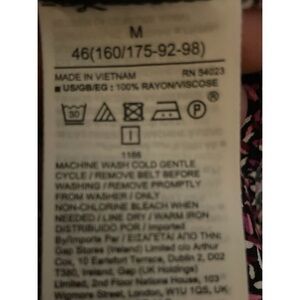 M
46(160/175-92-98)
MADE IN VIETNAM RN 54023
■ US/GB/EG : 100% RAYON/VISCOSE
30 P
I
1166
MACHINE WASH COLD GENTLE
CYCLE / REMOVE BELT BEFORE
WASHING / REMOVE PROMPTLY
FROM WASHER / ONLY
NON-CHLORINE BLEACH WHEN
NEEDED / LINE DRY / WARM IRON
DISTRIBUIDO POR / Imported
By/Importé Par / ΕΙΣΑΓΕΤΑΙ ΑΠΟ ΤΗΝ:
Gap Stores (Ireland) Limited c/o Arthur
Cox, 10 Earlsfort Terrace, Dublin 2, D02
T380, Ireland, Gap (UK Holdings)
Limited, 2nd Floor Nations House, 103
Wigmore Street, London, W1U 1QS, UK